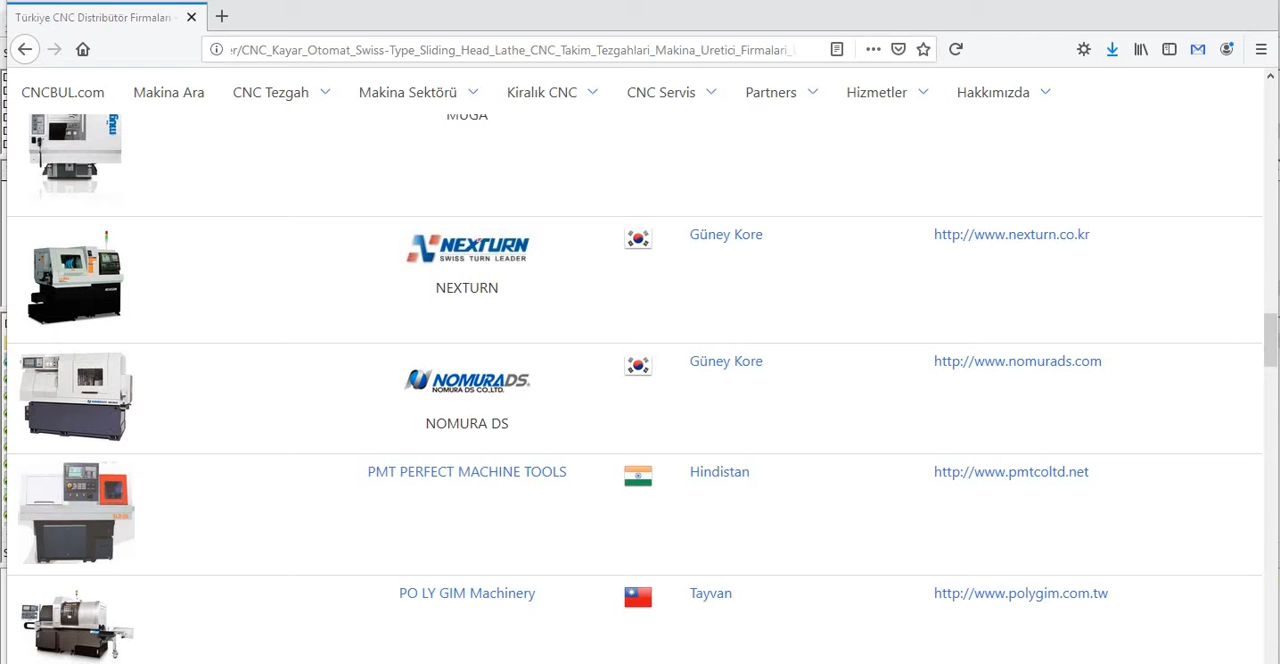 Türkiye CNC Distribütör Firmaları
er/CNC_Kayar_Otomat_Swiss-Type_Sliding_Head_Lathe_CNC_Takim_Tezgahlari_Makina_Uretici_Firmalari_
CNCBUL.com Makina Ara CNC Tezgah Makina Sektörü Kiralık CNC CNC Servis Partners Hizmetler Hakkımızda
MUGA
NEXTURN
SWISS TURN LEADER
NEXTURN
Güney Kore
http://www.nexturn.co.kr
NOMURADS.
NOMURA DS CO.,LTD.
NOMURA DS
Güney Kore
http://www.nomurads.com
PMT PERFECT MACHINE TOOLS
Hindistan
http://www.pmtcoltd.net
PO LY GIM Machinery
Tayvan
http://www.polygim.com.tw